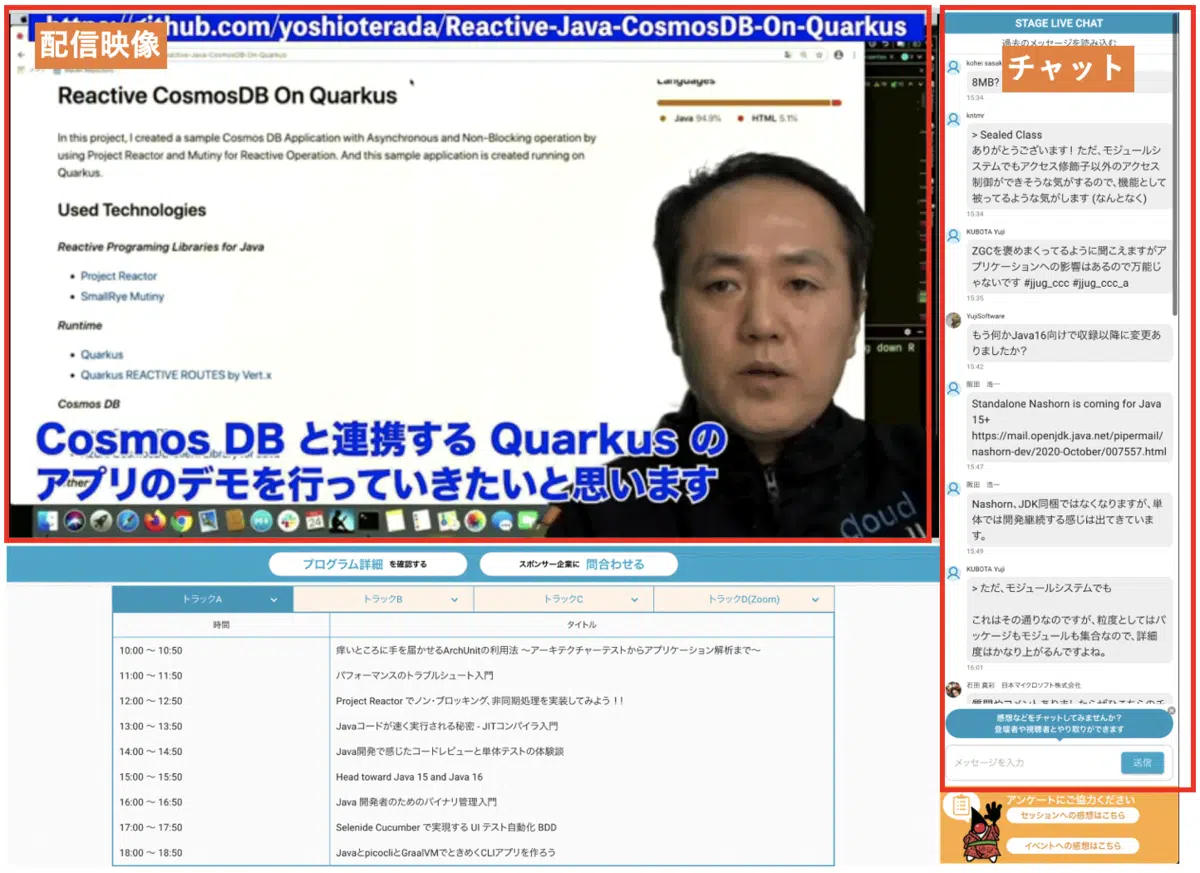 https://github.com/yoshioterada/Reactive-Java-CosmosDB-On-Quarkus
配信映像
Reactive CosmosDB On Quarkus
In this project, I created a sample Cosmos DB Application with Asynchronous and Non-Blocking operation by
using Project Reactor and Mutiny for Reactive Operation. And this sample application is created running on
Quarkus.
Used Technologies
Reactive Programing Libraries for Java
Project Reactor
SmallRye Mutiny
Runtime
Quarkus
Quarkus REACTIVE ROUTES by Vert.x
Cosmos DB
Languages
Java 94.9%
HTML 5.1%
g down R
Cosmos DB と連携する Quarkus の
アプリのデモを行っていきたいと思います
cloud
STAGE LIVE CHAT
過去のメッセージを読み込む
チャット
kohei sasak
8MB?
15:34
kntmr
> Sealed Class
ありがとうございます! ただ、モジュールシ
ステムでもアクセス修飾子以外のアクセス
制御ができそうな気がするので、機能として
被ってるような気がします (なんとなく)
15:34
KUBOTA Yuji
ZGCを褒めまくってるように聞こえますがア
プリケーションへの影響はあるので万能じ
ゃないです #jjug_ccc #jjug_ccc_a
15:35
YujiSoftware
もう何かJava16向けで収録以降に変更あ
りましたか?
15:42
阪田 浩一
Standalone Nashorn is coming for Java
15+
https://mail.openjdk.java.net/pipermail/
nashorn-dev/2020-October/007557.html
15:47
阪田 浩一
Nashorn、JDK同梱ではなくなりますが、単
体では開発継続する感じは出てきていま
す。
15:49
KUBOTA Yuji
> ただ、モジュールシステムでも
これはその通りなのですが、粒度としてはパ
ッケージもモジュールも集合なので、詳細
度はかなり上がるんですよね。
16:01
石田 真彩 日本マイクロソフト株式会社
感想などをチャットしてみませんか?
登壇者や視聴者とやり取りができます
メッセージを入力
送信
アンケートにご協力ください
セッションへの感想はこちら
イベントへの感想はこちら
プログラム詳細 を確認する
スポンサー企業に 問合わせる
トラックA
トラックB
トラックC
トラックD(Zoom)
時間
タイトル
10:00 〜 10:50 痒いところに手を届かせるArchUnitの利用法 〜アーキテクチャーテストからアプリケーション解析まで〜
11:00 〜 11:50 パフォーマンスのトラブルシュート入門
12:00 〜 12:50 Project Reactor でノン・ブロッキング、非同期処理を実装してみよう!!
13:00 〜 13:50 Javaコードが速く実行される秘密 - JITコンパイラ入門
14:00 〜 14:50 Java開発で感じたコードレビューと単体テストの体験談
15:00 〜 15:50 Head toward Java 15 and Java 16
16:00 〜 16:50 Java 開発者のためのバイナリ管理入門
17:00 〜 17:50 Selenide Cucumber で実現する UI テスト自動化 BDD
18:00 〜 18:50 JavaとpicocliとGraalVMでときめくCLIアプリを作ろう